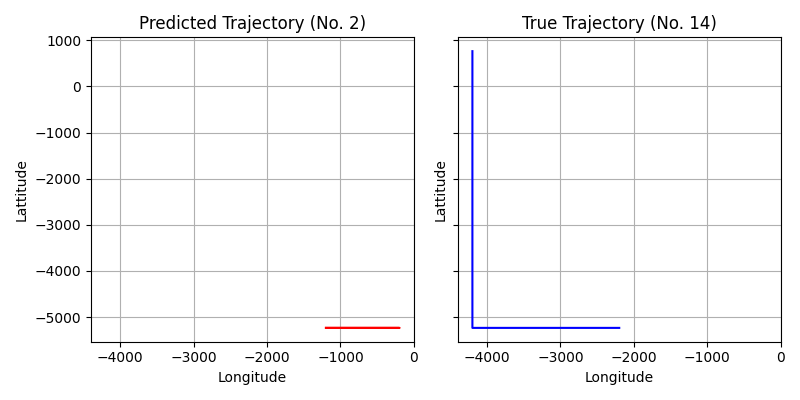 Predicted Trajectory (No. 2)
True Trajectory (No. 14)
Lattitude
1000
0
−1000
−2000
−3000
−4000
−5000
−4000 −3000 −2000 −1000 0
Longitude
Lattitude
−4000 −3000 −2000 −1000 0
Longitude